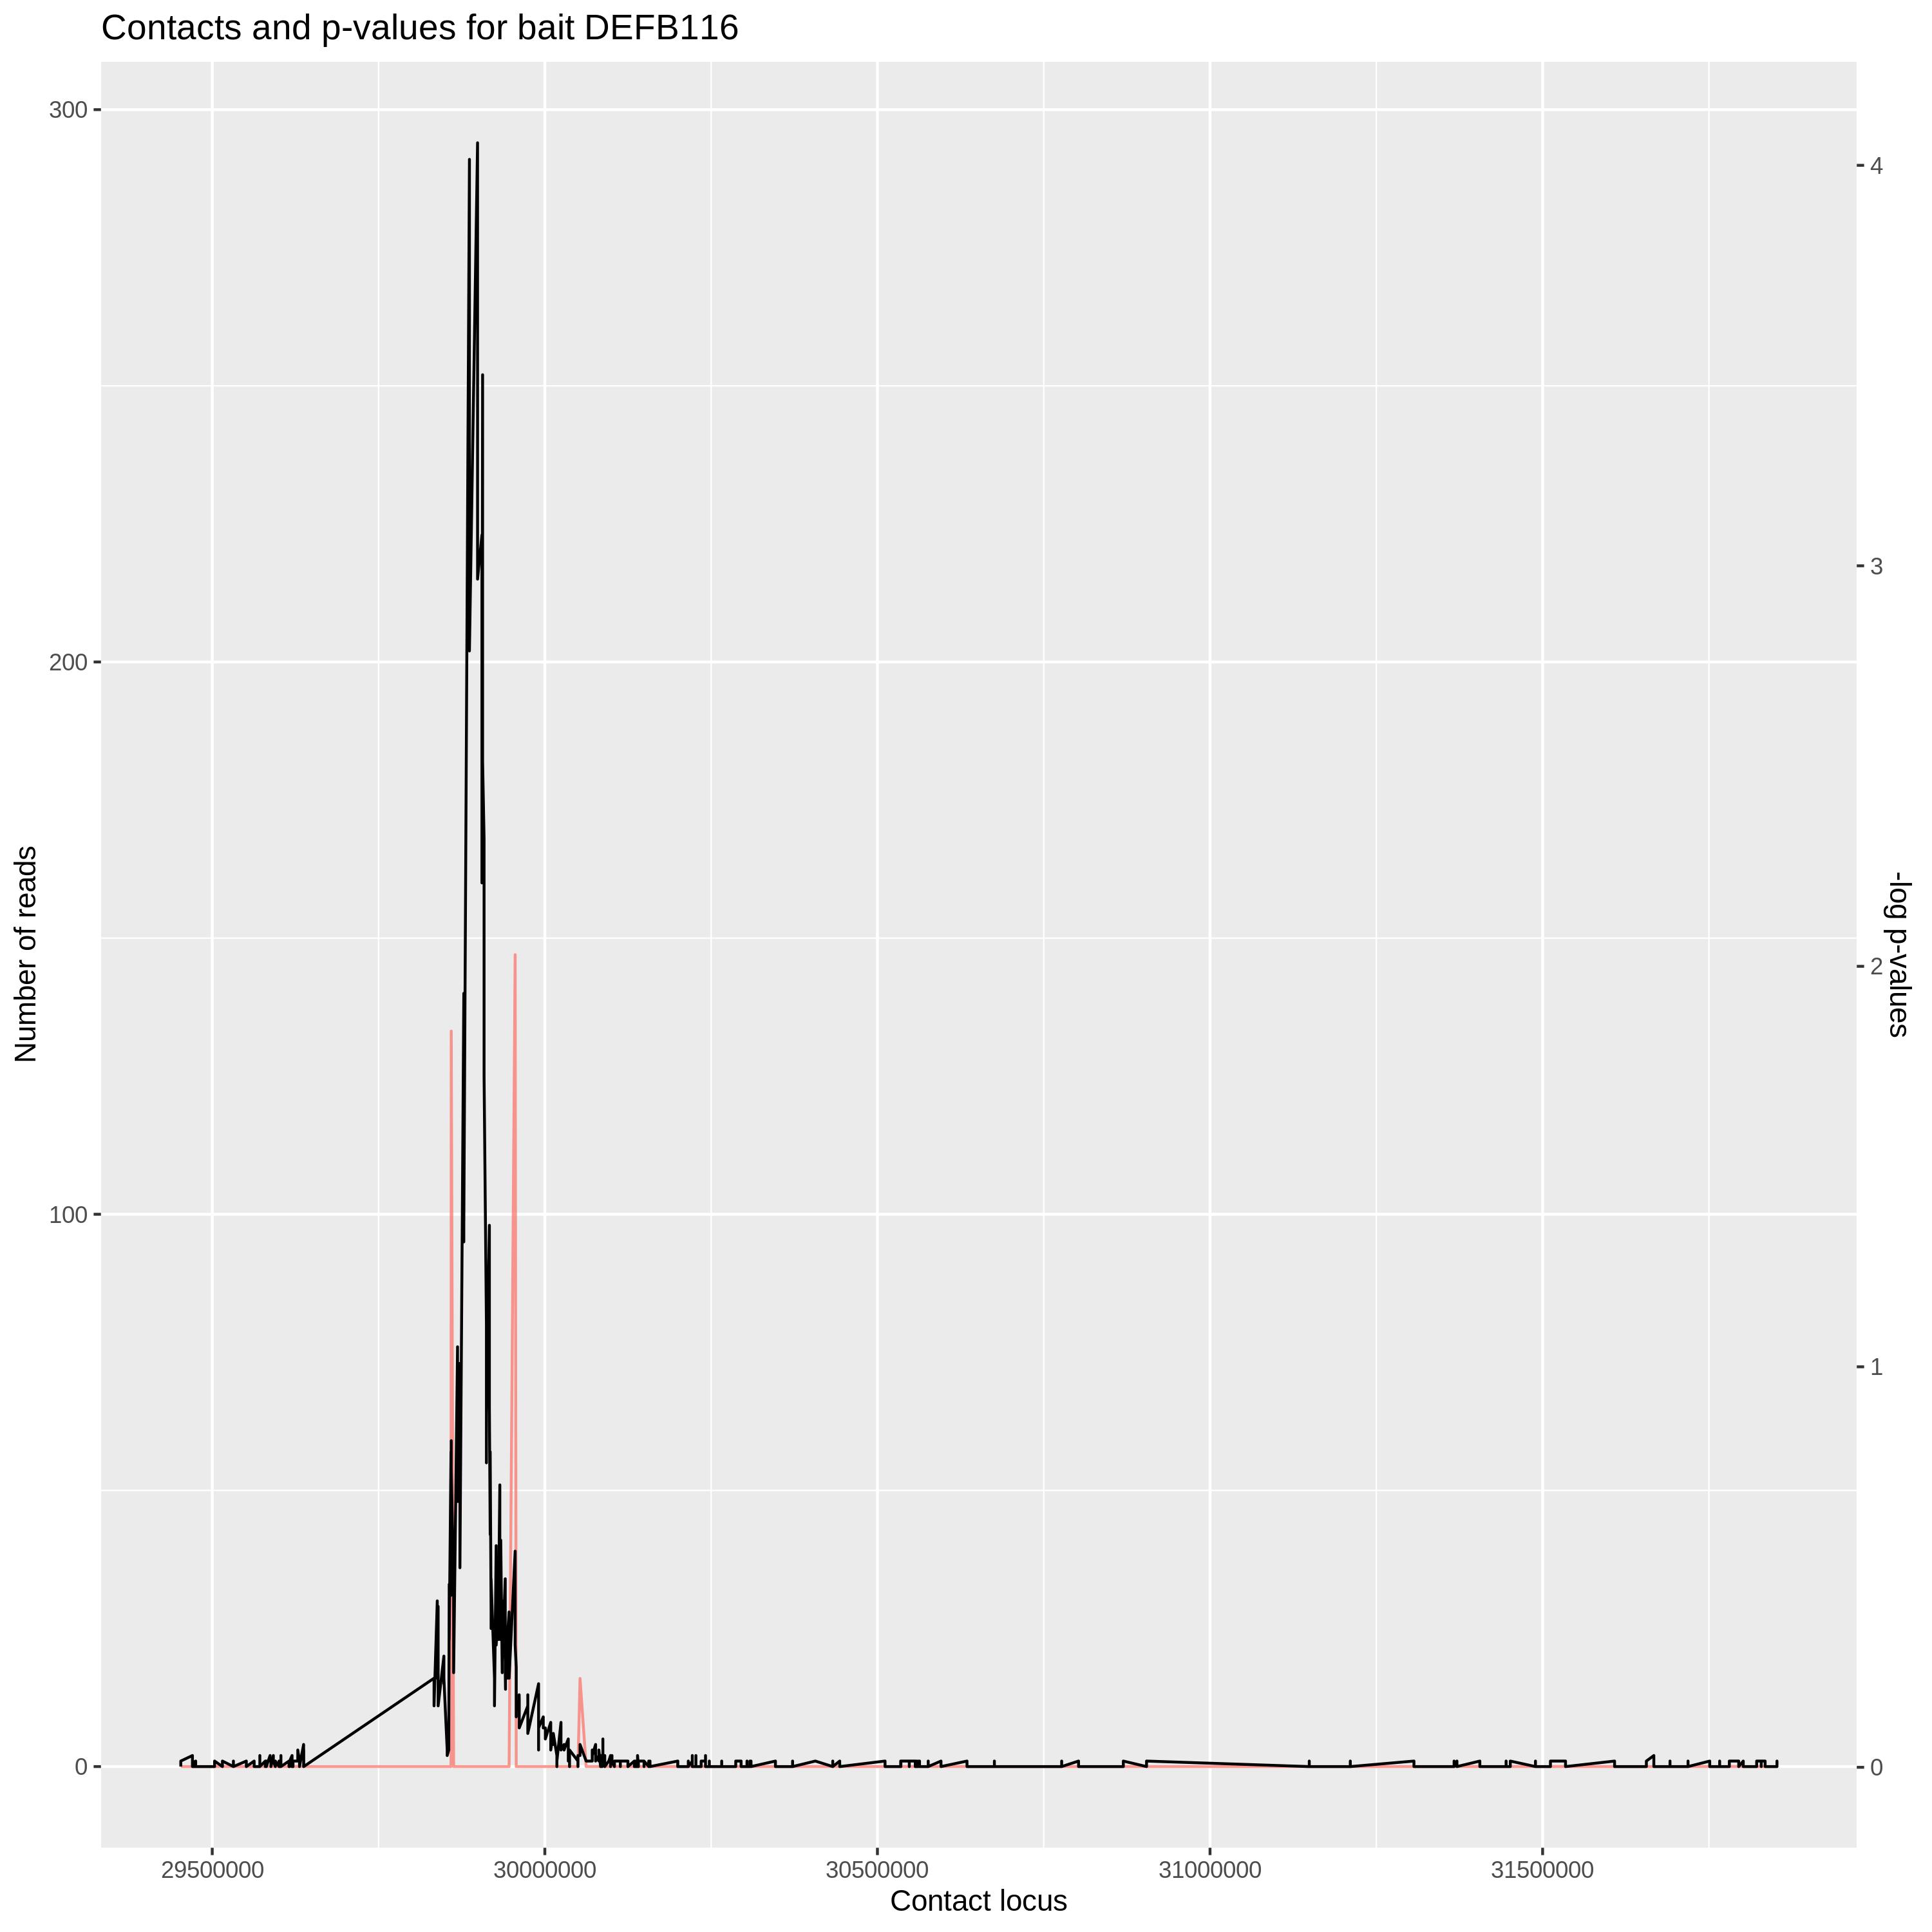 Contacts and p-values for bait DEFB116
300
200
100
0
Number of reads
4
3
2
1
0
-log p-values
29500000 30000000 30500000 31000000 31500000
Contact locus